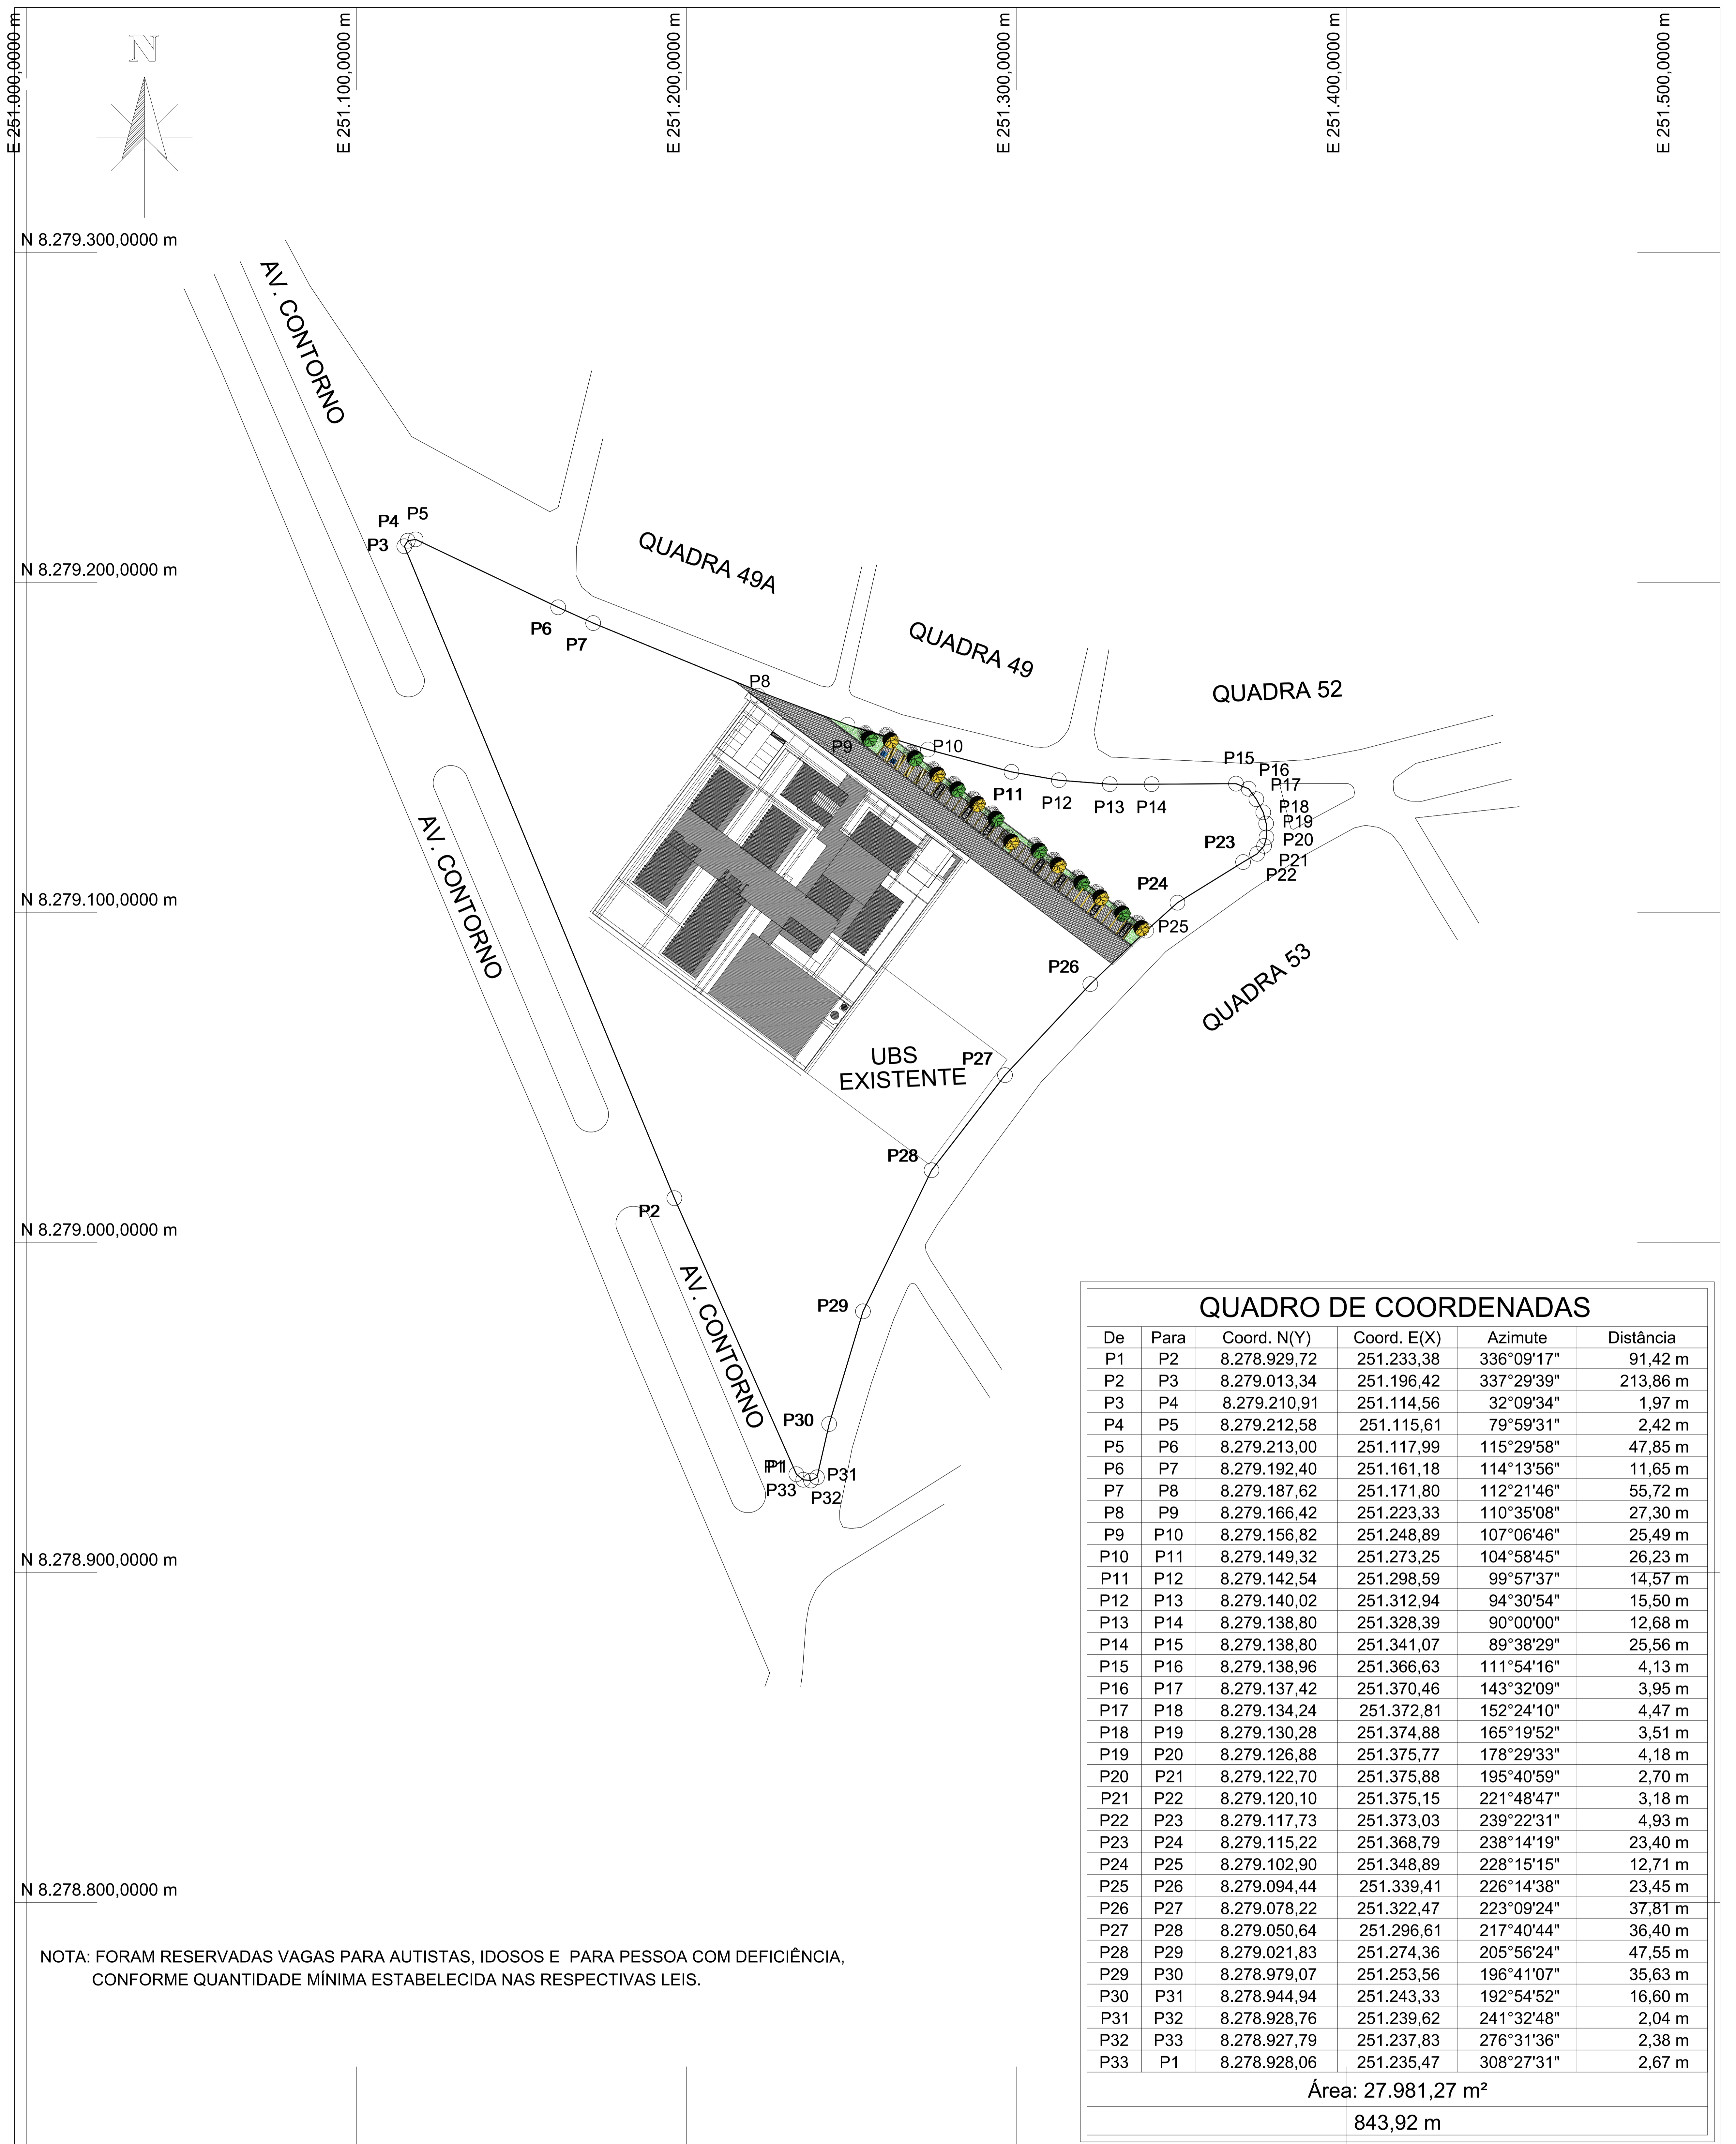 E 251.000,0000 m
E 251.100,0000 m
E 251.200,0000 m
E 251.300,0000 m
E 251.400,0000 m
E 251.500,0000 m
N
N 8.279.300,0000 m
AV. CONTORNO
P4
P5
P3
QUADRA 49A
N 8.279.200,0000 m
P6
P7
QUADRA 49
QUADRA 52
P8
P9
P10
P11
P12
P13
P14
P15
P16
P17
P18
P19
P20
P21
P22
P23
P24
P25
AV. CONTORNO
N 8.279.100,0000 m
P26
QUADRA 53
UBS
EXISTENTE
P27
P28
P2
N 8.279.000,0000 m
AV. CONTORNO
P29
P30
P1
P31
P33
P32
N 8.278.900,0000 m
N 8.278.800,0000 m
NOTA: FORAM RESERVADAS VAGAS PARA AUTISTAS, IDOSOS E PARA PESSOA COM DEFICIÊNCIA,
CONFORME QUANTIDADE MÍNIMA ESTABELECIDA NAS RESPECTIVAS LEIS.
QUADRO DE COORDENADAS
De Para Coord. N(Y) Coord. E(X) Azimute Distância
P1 P2 8.278.929,72 251.233,38 336°09'17" 91,42 m
P2 P3 8.279.013,34 251.196,42 337°29'39" 213,86 m
P3 P4 8.279.210,91 251.114,56 32°09'34" 1,97 m
P4 P5 8.279.212,58 251.115,61 79°59'31" 2,42 m
P5 P6 8.279.213,00 251.117,99 115°29'58" 47,85 m
P6 P7 8.279.192,40 251.161,18 114°13'56" 11,65 m
P7 P8 8.279.187,62 251.171,80 112°21'46" 55,72 m
P8 P9 8.279.166,42 251.223,33 110°35'08" 27,30 m
P9 P10 8.279.156,82 251.248,89 107°06'46" 25,49 m
P10 P11 8.279.149,32 251.273,25 104°58'45" 26,23 m
P11 P12 8.279.142,54 251.298,59 99°57'37" 14,57 m
P12 P13 8.279.140,02 251.312,94 94°30'54" 15,50 m
P13 P14 8.279.138,80 251.328,39 90°00'00" 12,68 m
P14 P15 8.279.138,80 251.341,07 89°38'29" 25,56 m
P15 P16 8.279.138,96 251.366,63 111°54'16" 4,13 m
P16 P17 8.279.137,42 251.370,46 143°32'09" 3,95 m
P17 P18 8.279.134,24 251.372,81 152°24'10" 4,47 m
P18 P19 8.279.130,28 251.374,88 165°19'52" 3,51 m
P19 P20 8.279.126,88 251.375,77 178°29'33" 4,18 m
P20 P21 8.279.122,70 251.375,88 195°40'59" 2,70 m
P21 P22 8.279.120,10 251.375,15 221°48'47" 3,18 m
P22 P23 8.279.117,73 251.373,03 239°22'31" 4,93 m
P23 P24 8.279.115,22 251.368,79 238°14'19" 23,40 m
P24 P25 8.279.102,90 251.348,89 228°15'15" 12,71 m
P25 P26 8.279.094,44 251.339,41 226°14'38" 23,45 m
P26 P27 8.279.078,22 251.322,47 223°09'24" 37,81 m
P27 P28 8.279.050,64 251.296,61 217°40'44" 36,40 m
P28 P29 8.279.021,83 251.274,36 205°56'24" 47,55 m
P29 P30 8.278.979,07 251.253,56 196°41'07" 35,63 m
P30 P31 8.278.944,94 251.243,33 192°54'52" 16,60 m
P31 P32 8.278.928,76 251.239,62 241°32'48" 2,04 m
P32 P33 8.278.927,79 251.237,83 276°31'36" 2,38 m
P33 P1 8.278.928,06 251.235,47 308°27'31" 2,67 m
Área: 27.981,27 m²
843,92 m